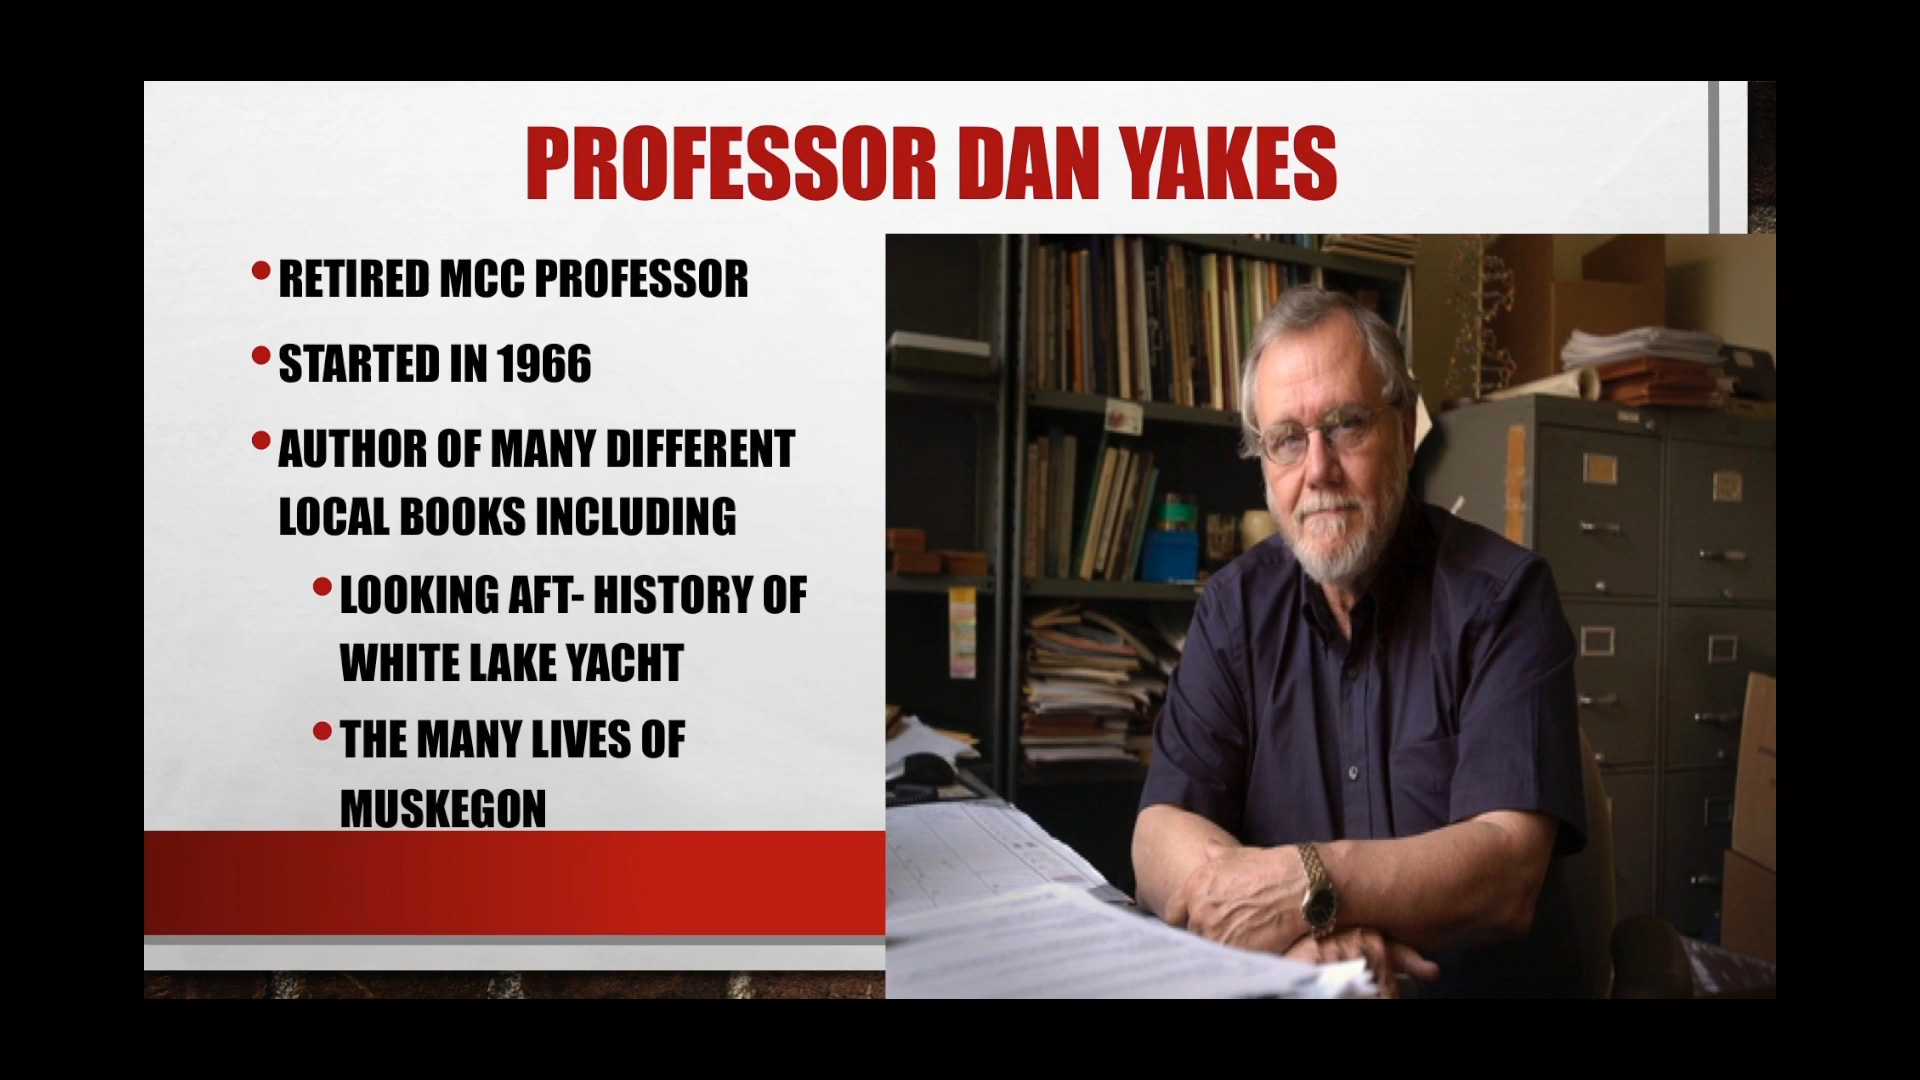 PROFESSOR DAN YAKES
•RETIRED MCC PROFESSOR
•STARTED IN 1966
•AUTHOR OF MANY DIFFERENT
LOCAL BOOKS INCLUDING
•LOOKING AFT- HISTORY OF
WHITE LAKE YACHT
•THE MANY LIVES OF
MUSKEGON